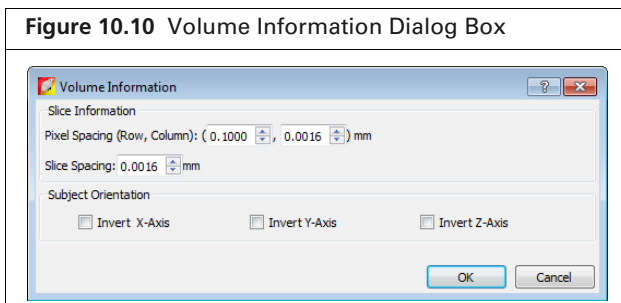 Figure 10.10 Volume Information Dialog Box
Volume Information
Slice Information
Pixel Spacing (Row, Column): ( 0.1000 , 0.0016 ) mm
Slice Spacing: 0.0016 mm
Subject Orientation
Invert X-Axis Invert Y-Axis Invert Z-Axis
OK Cancel